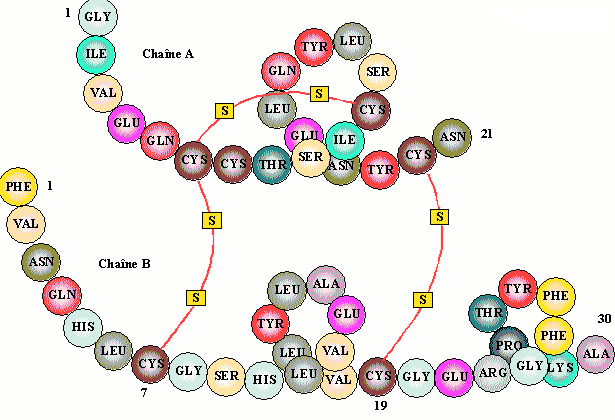 1
GLY
ILE
Chaîne A
VAL
GLU
GLN
CYS
CYS
THR
SER
ILE
CYS
SER
LEU
TYR
GLN
LEU
GLU
ASN
TYR
CYS
ASN
21
S
S
S
S
S
S
1
PHE
VAL
ASN
Chaîne B
GLN
HIS
LEU
CYS
7
GLY
SER
HIS
LEU
VAL
GLU
ALA
LEU
TYR
LEU
VAL
CYS
19
GLY
GLU
ARG
GLY
PHE
PHE
TYR
THR
PRO
LYS
ALA
30